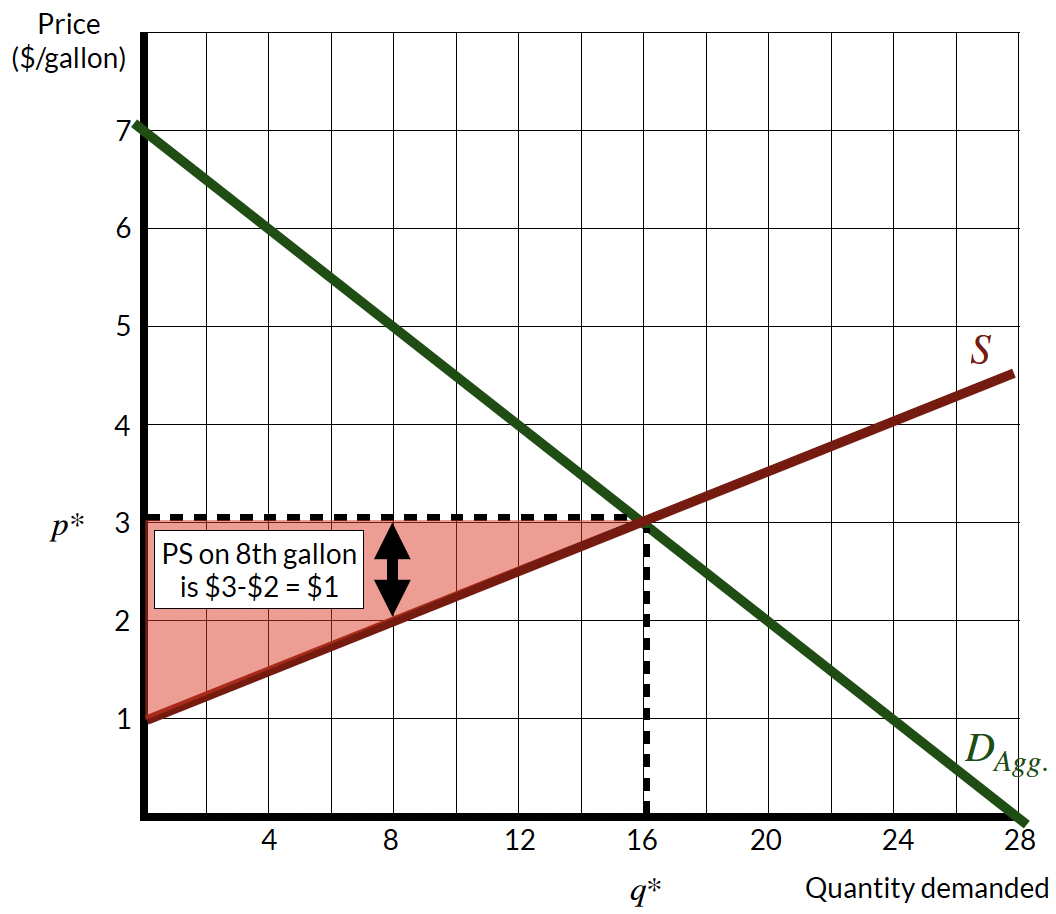 Price
($/gallon)
7
6
5
S
4
p*
3
PS on 8th gallon
is $3-$2 = $1
2
1
D_Agg.
4
8
12
16
20
24
28
q*
Quantity demanded